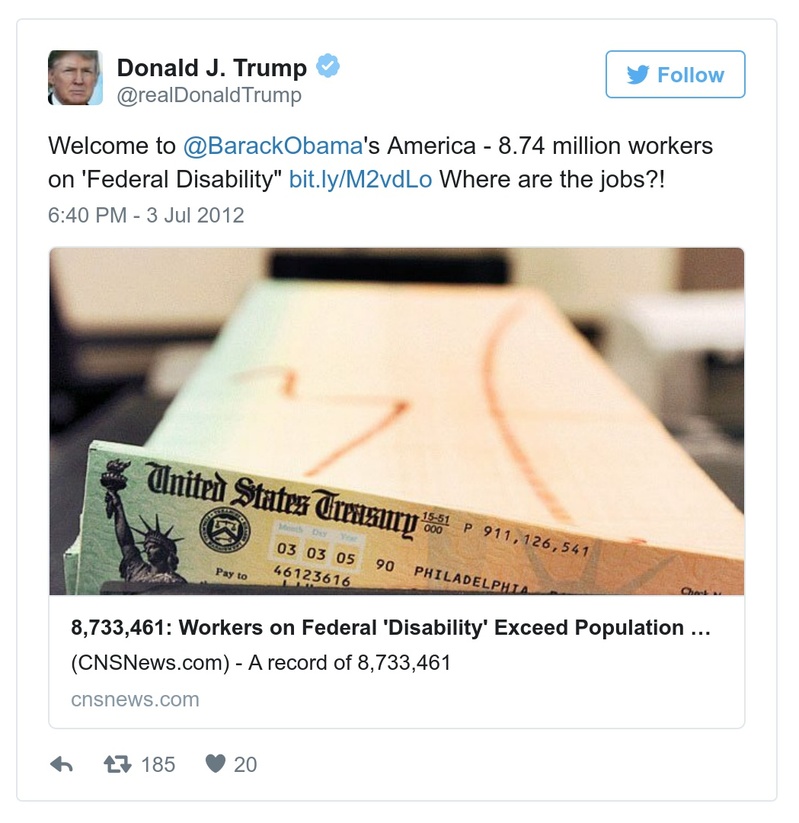 Donald J. Trump
@realDonaldTrump
Follow
Welcome to @BarackObama's America - 8.74 million workers
on 'Federal Disability" bit.ly/M2vdLo Where are the jobs?!
6:40 PM - 3 Jul 2012
United States Treasury 15-51 000 P 911,126,541
Month Day Year
03 03 05 90 PHILADELPHIA
Pay to 46123616
8,733,461: Workers on Federal 'Disability' Exceed Population …
(CNSNews.com) - A record of 8,733,461
cnsnews.com
185 20